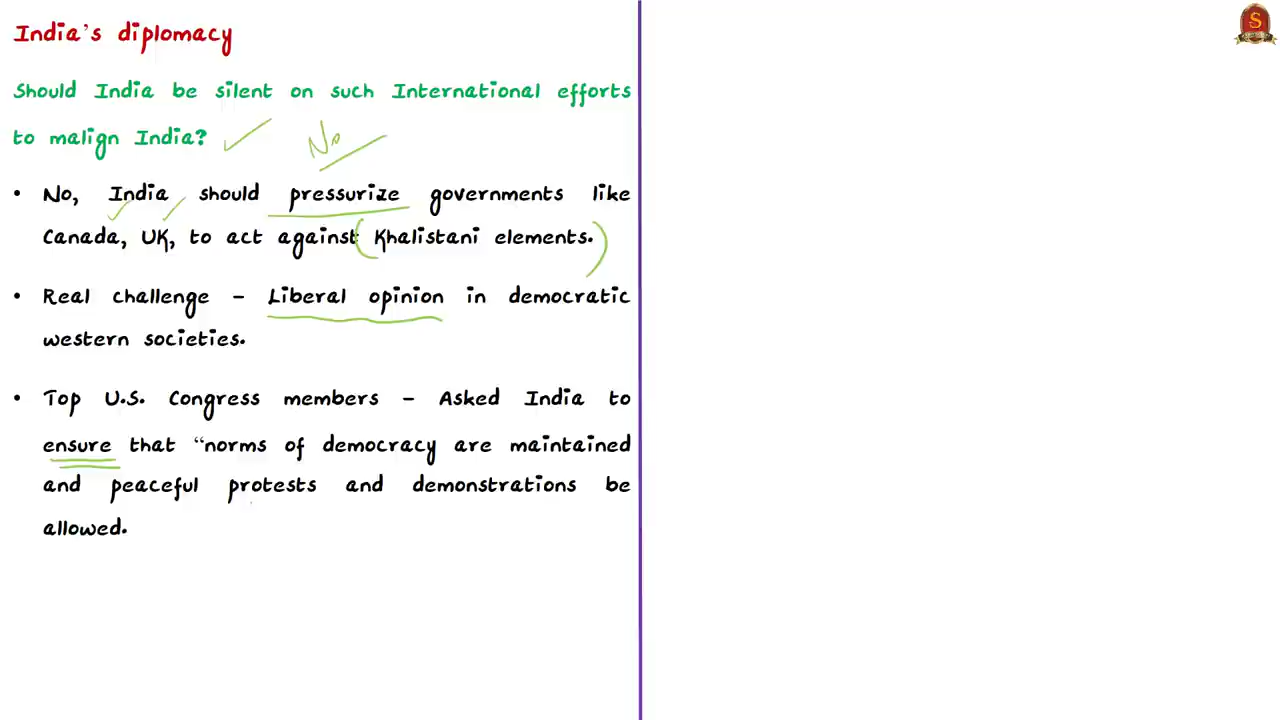 India's diplomacy
Should India be silent on such International efforts
to malign India?
No
• No, India should pressurize governments like
Canada, UK, to act against Khalistani elements.
• Real challenge – Liberal opinion in democratic
western societies.
• Top U.S. Congress members – Asked India to
ensure that “norms of democracy are maintained
and peaceful protests and demonstrations be
allowed.
S